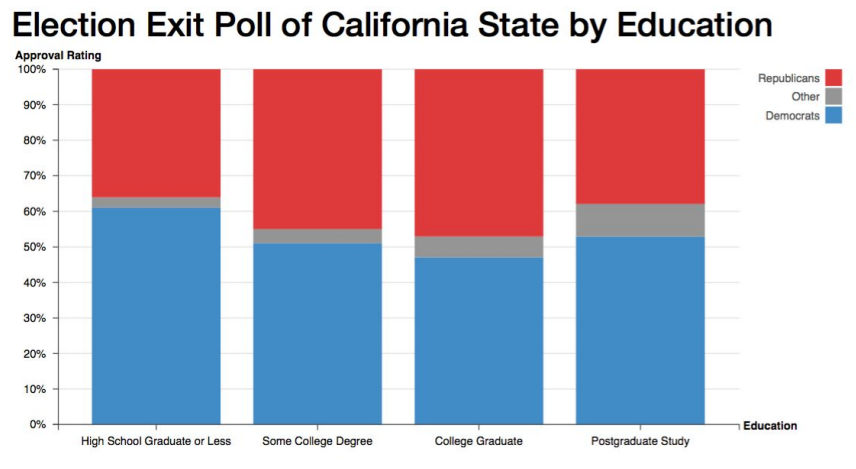 Election Exit Poll of California State by Education
Approval Rating
100%
90%
80%
70%
60%
50%
40%
30%
20%
10%
0%
Republicans
Other
Democrats
High School Graduate or Less
Some College Degree
College Graduate
Postgraduate Study
Education